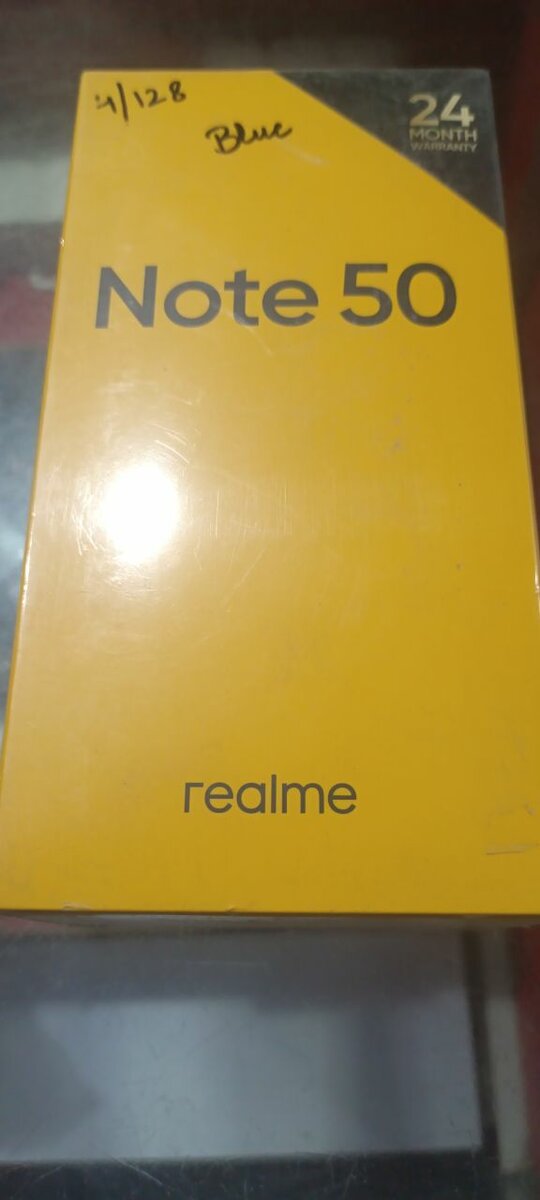 4/128
Blue
24
MONTH
WARRANTY
Note 50
realme